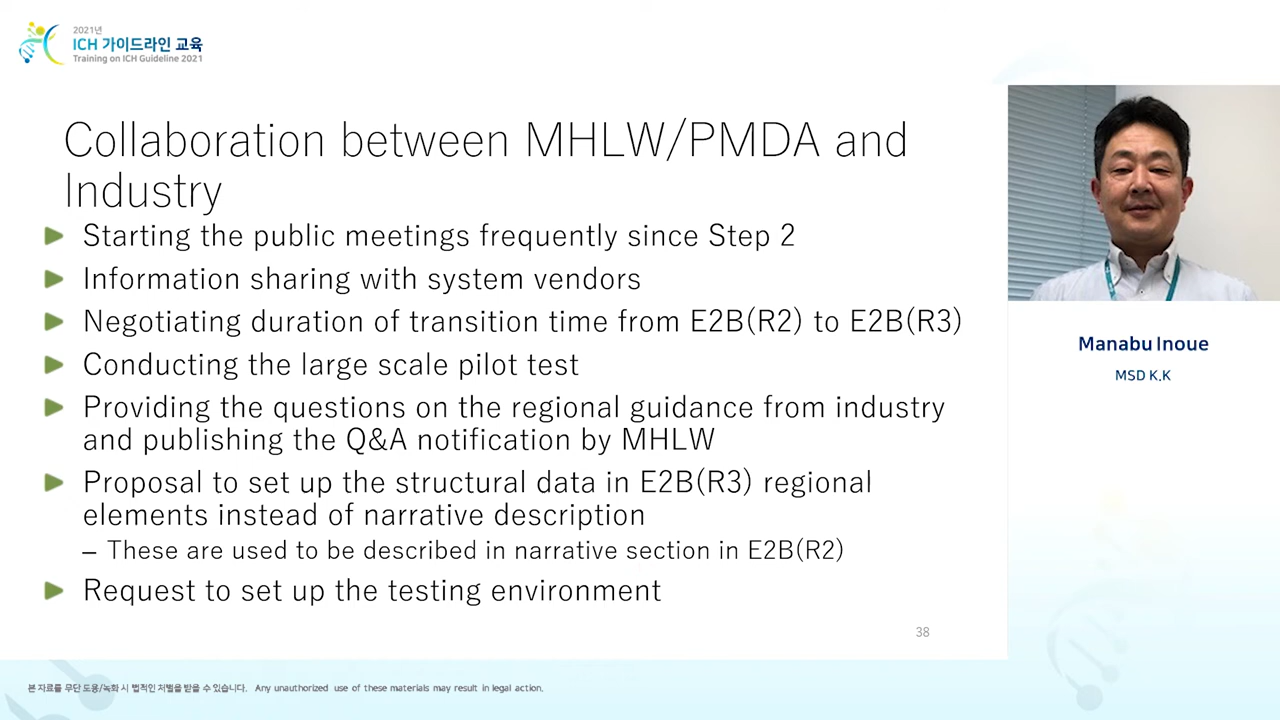 2021년
ICH 가이드라인 교육
Training on ICH Guideline 2021
Collaboration between MHLW/PMDA and
Industry
Starting the public meetings frequently since Step 2
Information sharing with system vendors
Negotiating duration of transition time from E2B(R2) to E2B(R3)
Conducting the large scale pilot test
Providing the questions on the regional guidance from industry
and publishing the Q&A notification by MHLW
Proposal to set up the structural data in E2B(R3) regional
elements instead of narrative description
– These are used to be described in narrative section in E2B(R2)
Request to set up the testing environment
38
Manabu Inoue
MSD K.K
본 자료를 무단 도용/녹화 시 법적인 처벌을 받을 수 있습니다. Any unauthorized use of these materials may result in legal action.